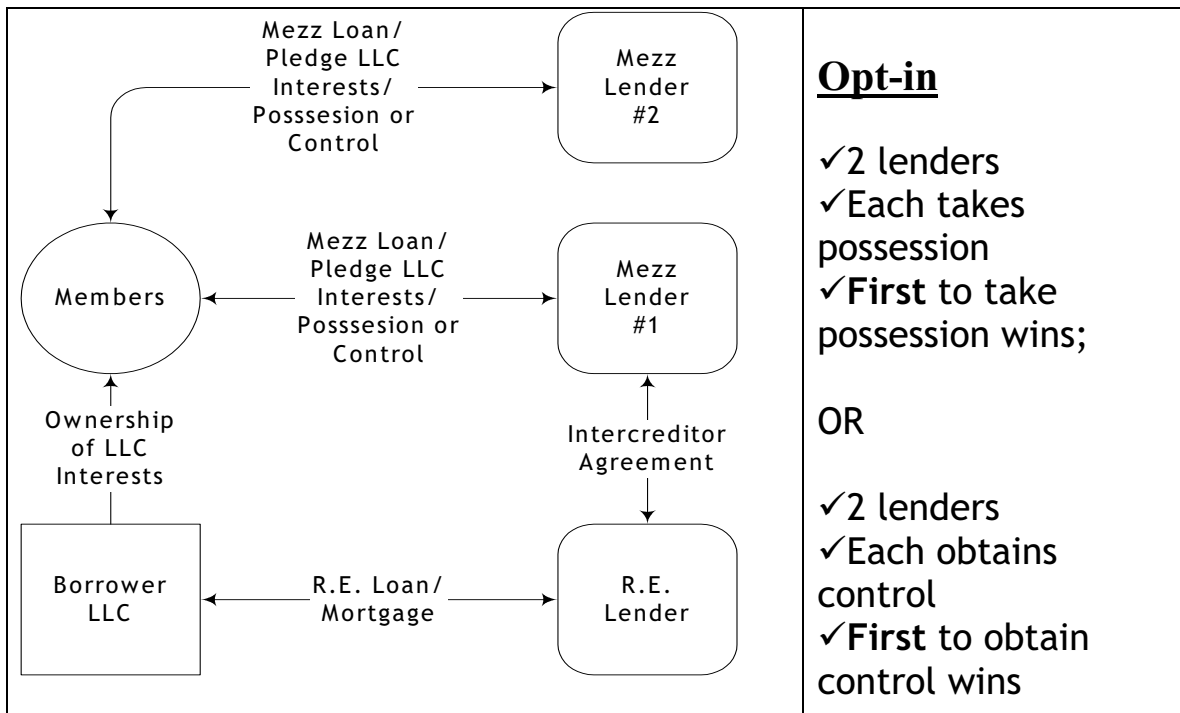 Mezz Loan/
Pledge LLC
Interests/
Posssesion or
Control
Mezz
Lender
#2
Members
Mezz Loan/
Pledge LLC
Interests/
Posssesion or
Control
Mezz
Lender
#1
Ownership
of LLC
Interests
Intercreditor
Agreement
Borrower
LLC
R.E. Loan/
Mortgage
R.E.
Lender
Opt-in
✓2 lenders
✓Each takes
possession
✓First to take
possession wins;
OR
✓2 lenders
✓Each obtains
control
✓First to obtain
control wins